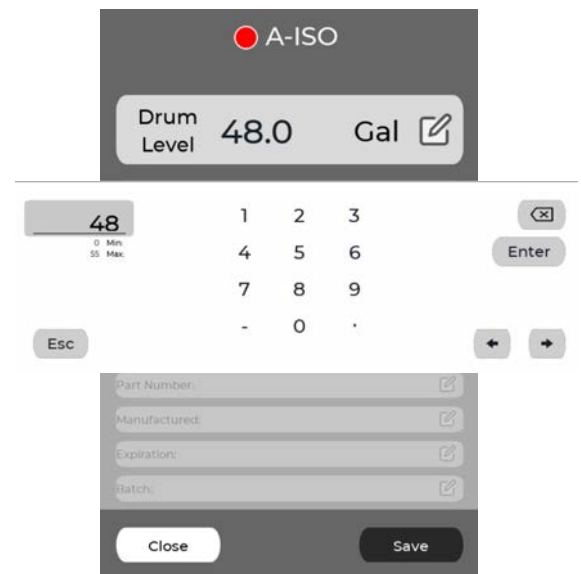 A-ISO
Drum Level 48.0 Gal
48
0 Min:
55 Max:
1 2 3
4 5 6
Enter
7 8 9
- 0 .
Esc
Part Number:
Manufactured:
Expiration:
Batch:
Close Save